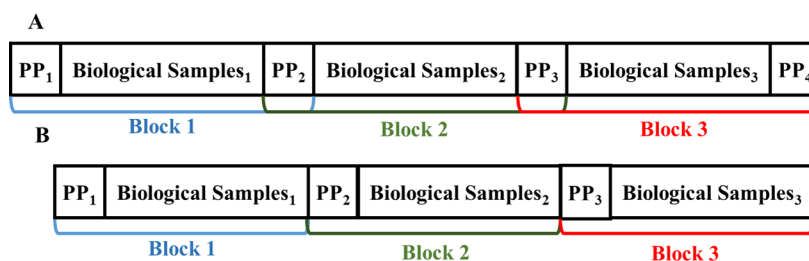 A
PP₁ Biological Samples₁ PP₂ Biological Samples₂ PP₃ Biological Samples₃ PP₄
Block 1 Block 2 Block 3
B
PP₁ Biological Samples₁ PP₂ Biological Samples₂ PP₃ Biological Samples₃
Block 1 Block 2 Block 3